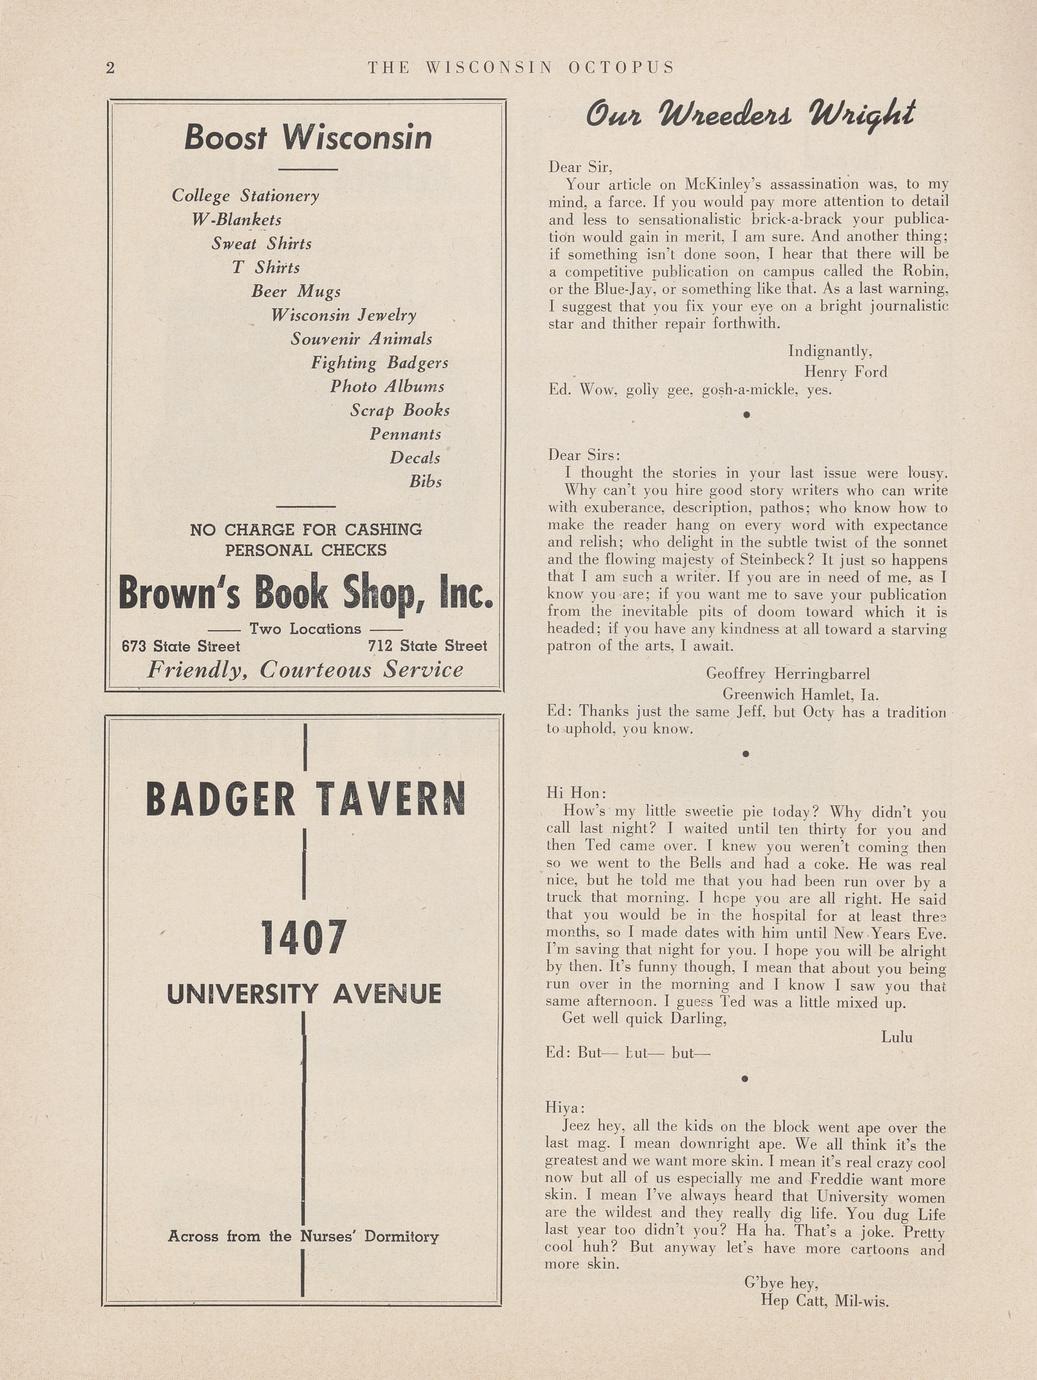 2
THE WISCONSIN OCTOPUS
Boost Wisconsin
College Stationery
W-Blankets
Sweat Shirts
T Shirts
Beer Mugs
Wisconsin Jewelry
Souvenir Animals
Fighting Badgers
Photo Albums
Scrap Books
Pennants
Decals
Bibs
NO CHARGE FOR CASHING
PERSONAL CHECKS
Brown's Book Shop, Inc.
Two Locations
673 State Street 712 State Street
Friendly, Courteous Service
BADGER TAVERN
1407
UNIVERSITY AVENUE
Across from the Nurses' Dormitory
Our Wreeders Wright
Dear Sir,
Your article on McKinley's assassination was, to my
mind, a farce. If you would pay more attention to detail
and less to sensationalistic brick-a-brack your publica-
tion would gain in merit, I am sure. And another thing;
if something isn't done soon, I hear that there will be
a competitive publication on campus called the Robin,
or the Blue-Jay, or something like that. As a last warning,
I suggest that you fix your eye on a bright journalistic
star and thither repair forthwith.
Indignantly,
Henry Ford
Ed. Wow, golly gee, gosh-a-mickle, yes.
Dear Sirs:
I thought the stories in your last issue were lousy.
Why can't you hire good story writers who can write
with exuberance, description, pathos; who know how to
make the reader hang on every word with expectance
and relish; who delight in the subtle twist of the sonnet
and the flowing majesty of Steinbeck? It just so happens
that I am such a writer. If you are in need of me, as I
know you are; if you want me to save your publication
from the inevitable pits of doom toward which it is
headed; if you have any kindness at all toward a starving
patron of the arts, I await.
Geoffrey Herringbarrel
Greenwich Hamlet, Ia.
Ed: Thanks just the same Jeff, but Octy has a tradition
to uphold, you know.
Hi Hon:
How's my little sweetie pie today? Why didn't you
call last night? I waited until ten thirty for you and
then Ted came over. I knew you weren't coming then
so we went to the Bells and had a coke. He was real
nice, but he told me that you had been run over by a
truck that morning. I hope you are all right. He said
that you would be in the hospital for at least three
months, so I made dates with him until New Years Eve.
I'm saving that night for you. I hope you will be alright
by then. It's funny though, I mean that about you being
run over in the morning and I know I saw you that
same afternoon. I guess Ted was a little mixed up.
Get well quick Darling,
Lulu
Ed: But— but— but—
Hiya:
Jeez hey, all the kids on the block went ape over the
last mag. I mean downright ape. We all think it's the
greatest and we want more skin. I mean it's real crazy cool
now but all of us especially me and Freddie want more
skin. I mean I've always heard that University women
are the wildest and they really dig life. You dug Life
last year too didn't you? Ha ha. That's a joke. Pretty
cool huh? But anyway let's have more cartoons and
more skin.
G'bye hey,
Hep Catt, Mil-wis.